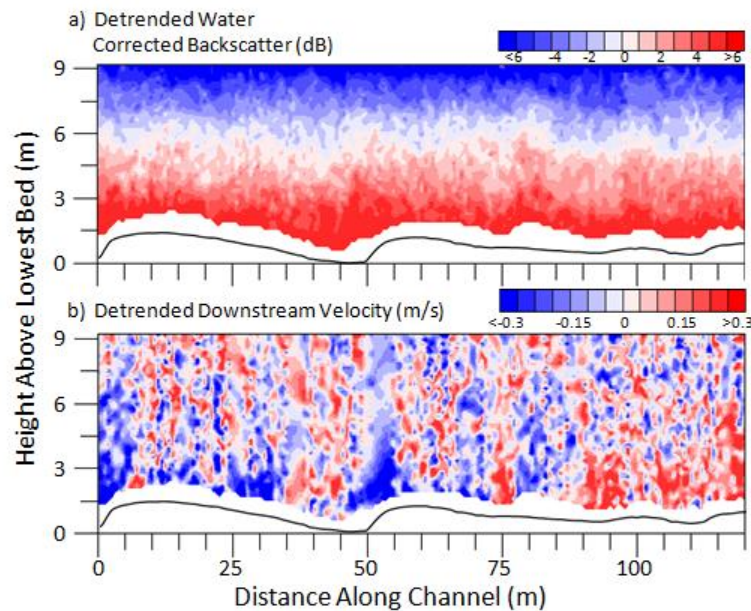 a) Detrended Water
Corrected Backscatter (dB)
<6 -4 -2 0 2 4 >6
9
6
3
0
b) Detrended Downstream Velocity (m/s)
<-0.3 -0.15 0 0.15 >0.3
9
6
3
0
0 25 50 75 100
Height Above Lowest Bed (m)
Distance Along Channel (m)